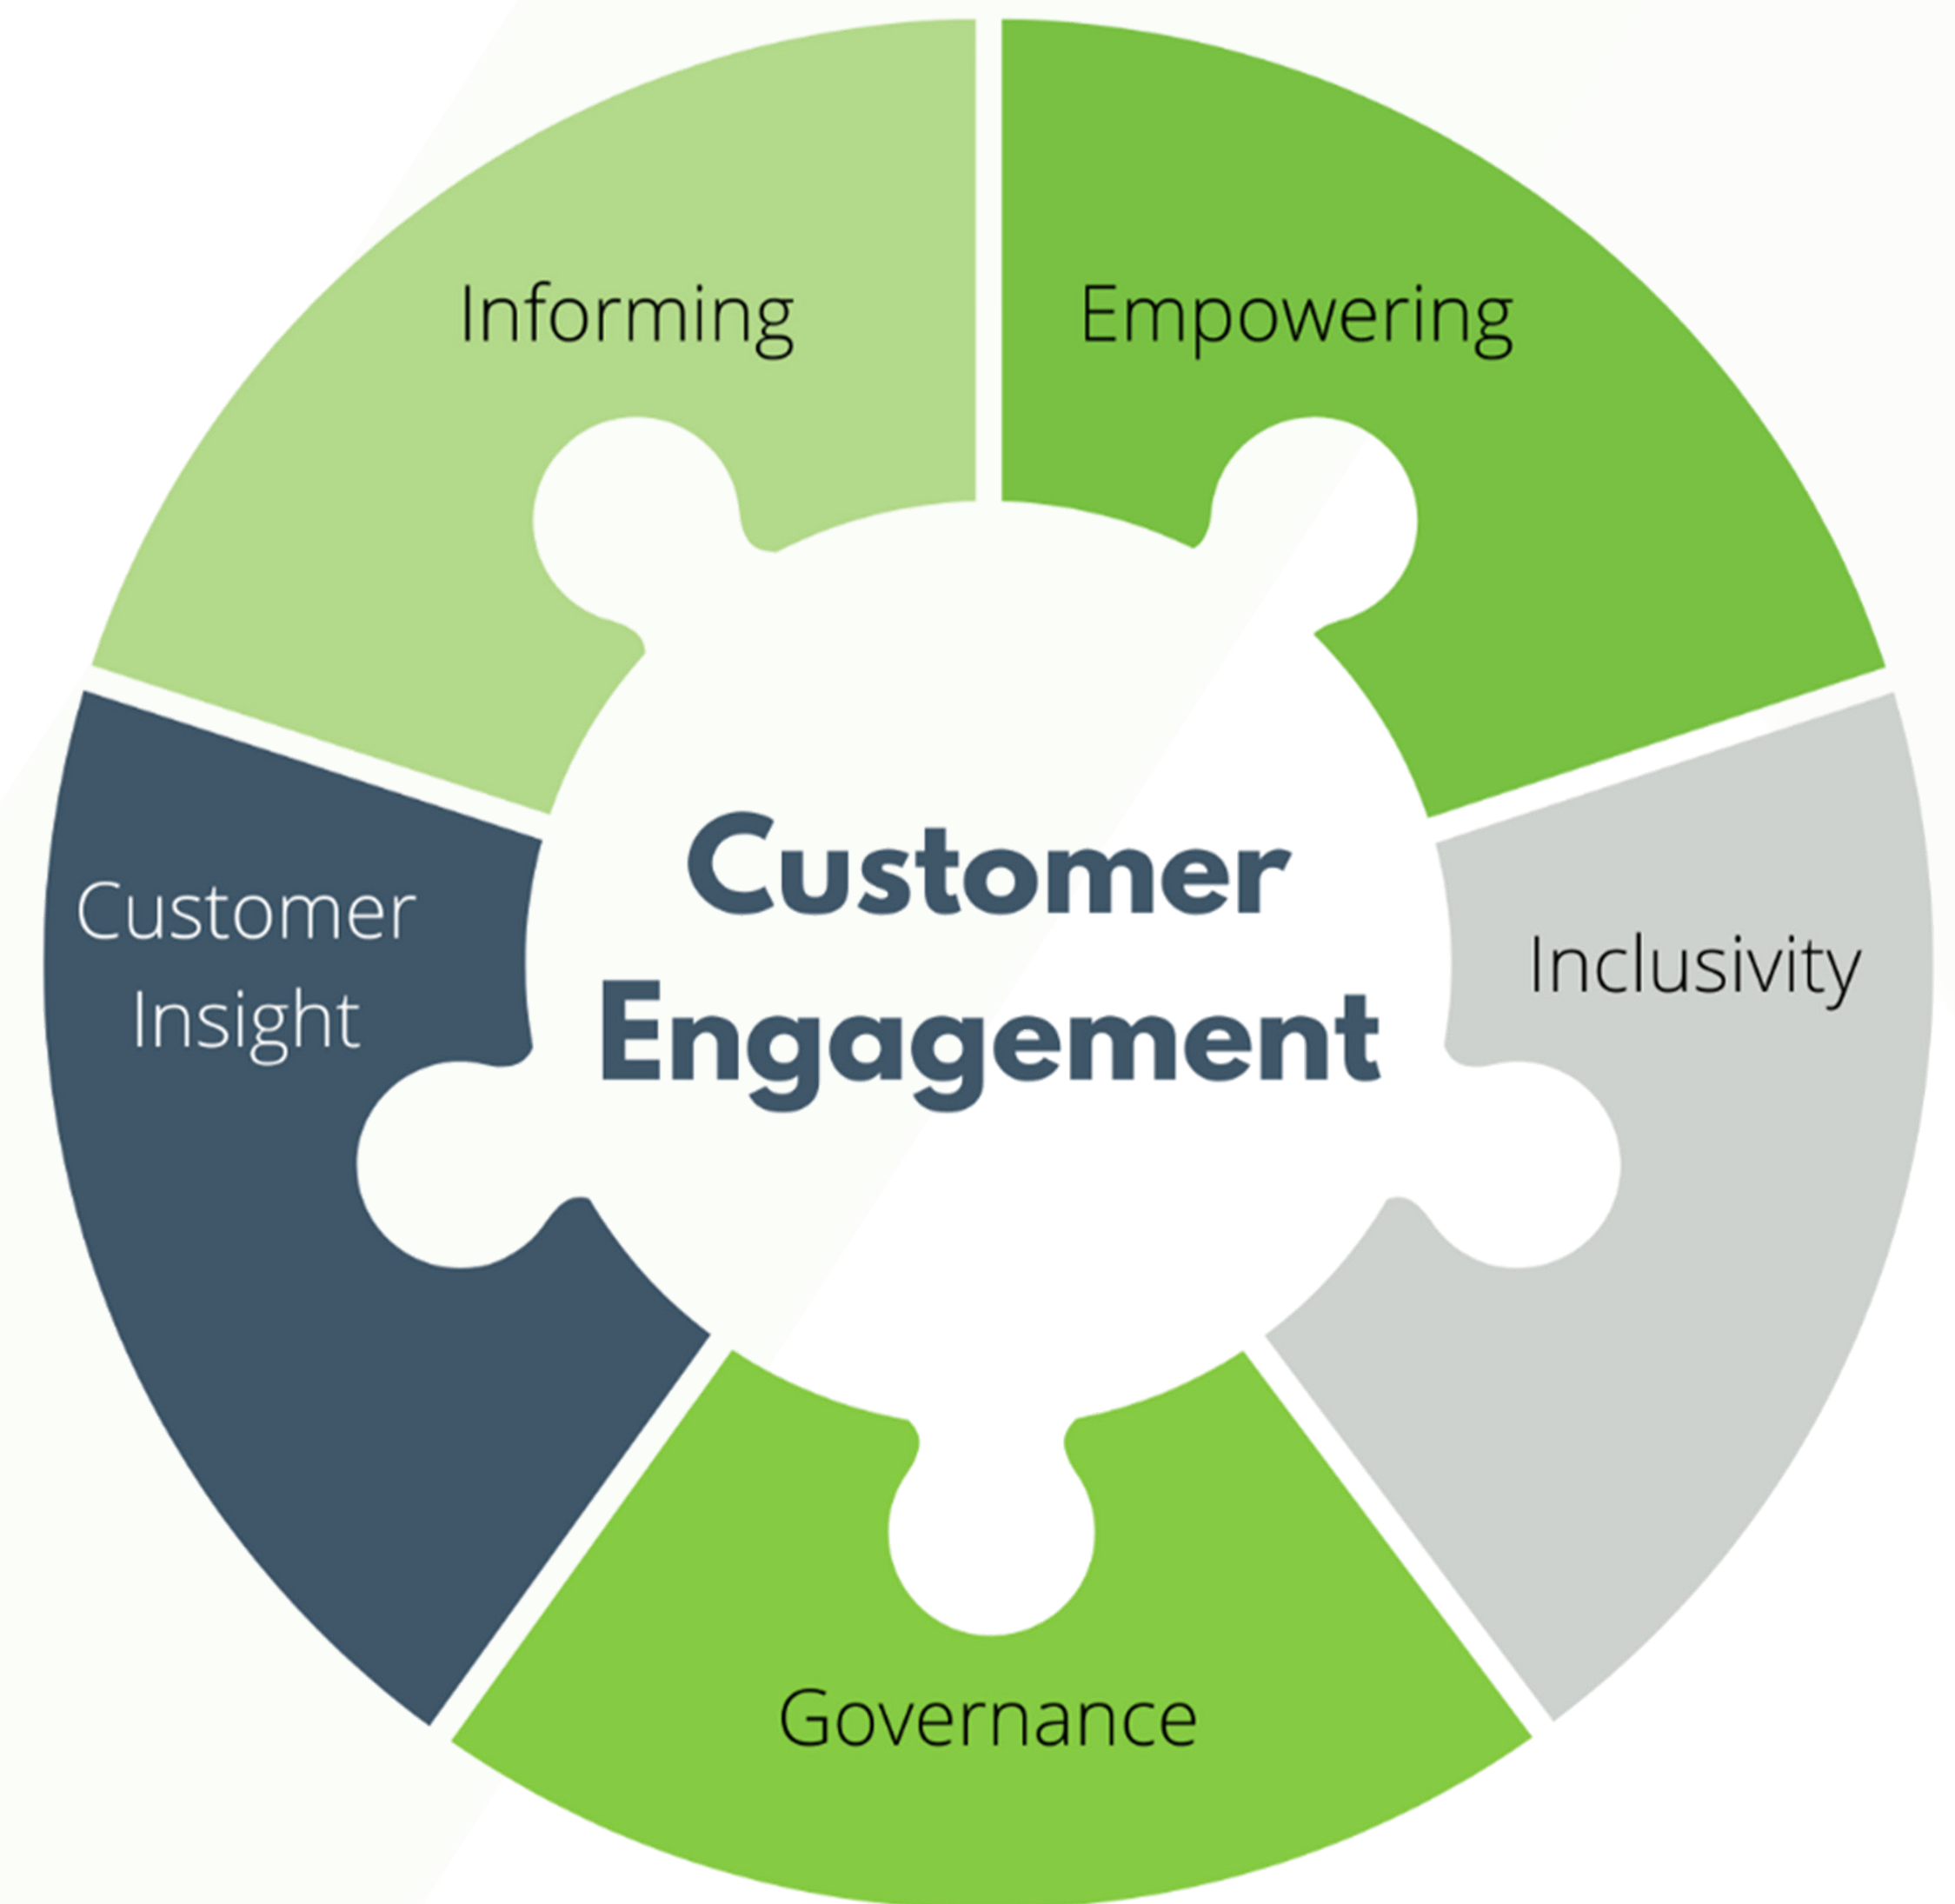 Informing
Empowering
Customer
Insight
Customer
Engagement
Inclusivity
Governance